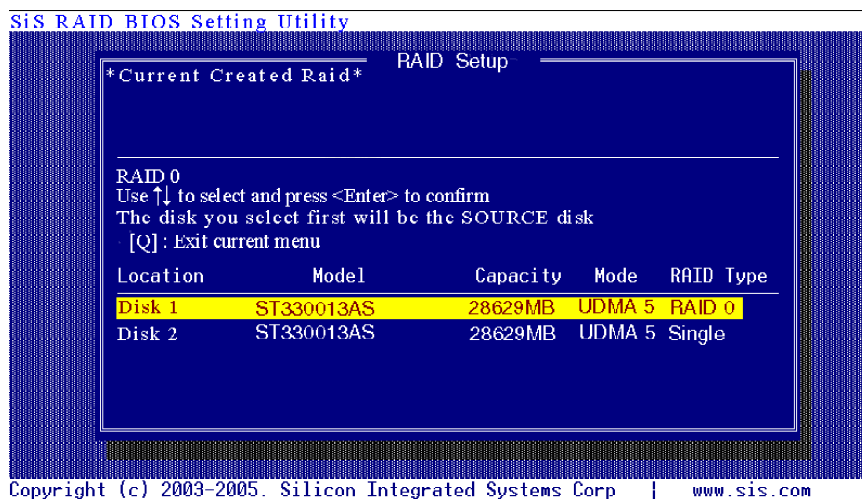 SiS RAID BIOS Setting Utility
RAID Setup
*Current Created Raid*
RAID 0
Use ↑↓ to select and press <Enter> to confirm
The disk you select first will be the SOURCE disk
[Q] : Exit current menu
Location Model Capacity Mode RAID Type
Disk 1 ST330013AS 28629MB UDMA 5 RAID 0
Disk 2 ST330013AS 28629MB UDMA 5 Single
Copyright (c) 2003-2005. Silicon Integrated Systems Corp | www.sis.com